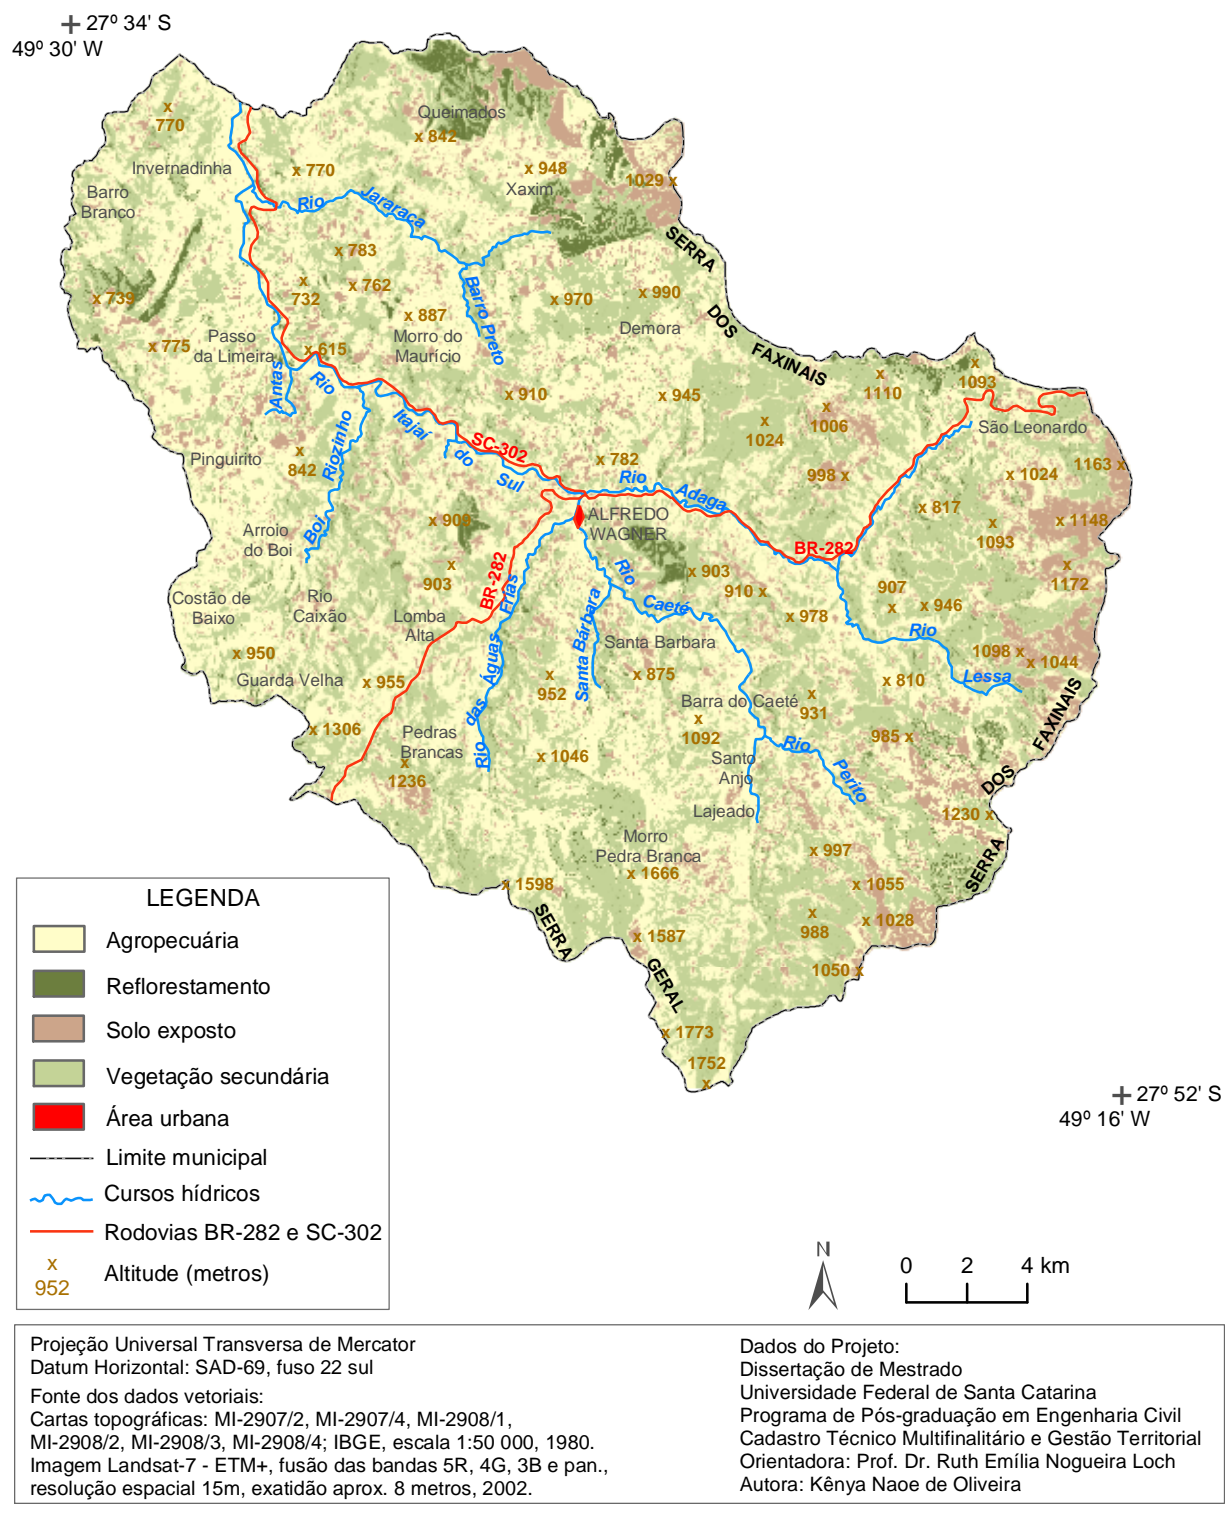 27º 34' S
49º 30' W
x 770
Queimados
x 842
Invernadinha
x 770
x 948
Xaxim
1029 x
Barro
Branco
Rio Jararaca
SERRA DOS FAXINAIS
x 783
x 762
x 732
x 739
Barro Preto
x 970
x 990
x 887
Demora
Passo
da Limeira
Morro do
Maurício
x 775
x 615
x 1110
x 1093
Antas
Rio Itajaí do Sul
x 910
x 945
x 1006
x 1024
São Leonardo
Riozinho
Boi
SC-302
Pinguirito
x 842
x 782
998 x
x 1024
1163 x
Rio Adaga
x 908
ALFREDO
WAGNER
x 817
x 1093
x 1148
Arroio
do Boi
BR-282
x 903
BR-282
x 903
910 x
907 x
x 946
x 1172
Costão de
Baixo
Rio
Caixão
Lomba
Alta
Rio das Águas Frias
Santa Bárbara
Rio Caeté
x 978
Rio Lessa
Santa Barbara
x 950
Guarda Velha
x 955
x 952
x 875
1098 x
x 1044
x 810
Barra do Caeté
x 931
x 1306
Pedras
Brancas
x 1092
985 x
x 1236
x 1046
Santo
Anjo
Rio Perito
SERRA DOS FAXINAIS
Lajeado
1230 x
Morro
Pedra Branca
x 997
x 1666
x 1598
x 1055
x 988
x 1028
SERRA GERAL
x 1587
1050 x
x 1773
1752 x
27º 52' S
49º 16' W
LEGENDA
Agropecuária
Reflorestamento
Solo exposto
Vegetação secundária
Área urbana
Limite municipal
Cursos hídricos
Rodovias BR-282 e SC-302
x
952
Altitude (metros)
N
0 2 4 km
Projeção Universal Transversa de Mercator
Datum Horizontal: SAD-69, fuso 22 sul
Fonte dos dados vetoriais:
Cartas topográficas: MI-2907/2, MI-2907/4, MI-2908/1,
MI-2908/2, MI-2908/3, MI-2908/4; IBGE, escala 1:50 000, 1980.
Imagem Landsat-7 - ETM+, fusão das bandas 5R, 4G, 3B e pan.,
resolução espacial 15m, exatidão aprox. 8 metros, 2002.
Dados do Projeto:
Dissertação de Mestrado
Universidade Federal de Santa Catarina
Programa de Pós-graduação em Engenharia Civil
Cadastro Técnico Multifinalitário e Gestão Territorial
Orientadora: Prof. Dr. Ruth Emília Nogueira Loch
Autora: Kênya Naoe de Oliveira